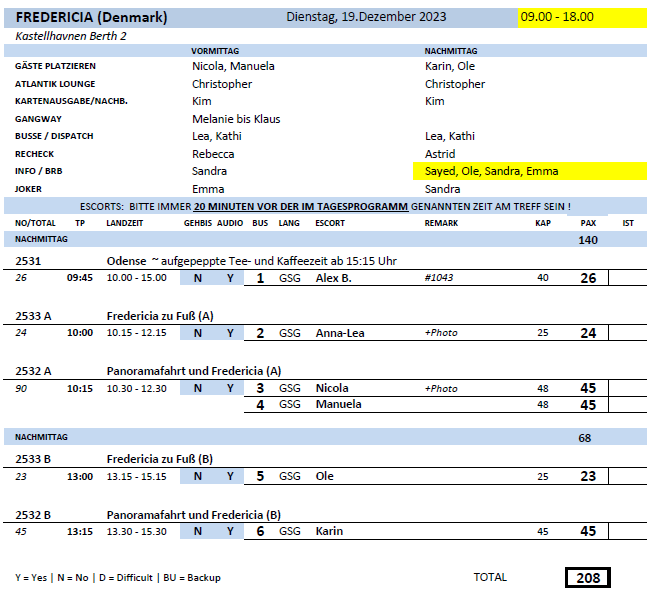 FREDERICIA (Denmark) Dienstag, 19.Dezember 2023 09.00 - 18.00
Kastellhavnen Berth 2
VORMITTAG NACHMITTAG
GÄSTE PLATZIEREN Nicola, Manuela Karin, Ole
ATLANTIK LOUNGE Christopher Christopher
KARTENAUSGABE/NACHB. Kim Kim
GANGWAY Melanie bis Klaus
BUSSE / DISPATCH Lea, Kathi Lea, Kathi
RECHECK Rebecca Astrid
INFO / BRB Sandra Sayed, Ole, Sandra, Emma
JOKER Emma Sandra
ESCORTS: BITTE IMMER 20 MINUTEN VOR DER IM TAGESPROGRAMM GENANNTEN ZEIT AM TREFF SEIN !
NO/TOTAL TP LANDZEIT GEHBIS AUDIO BUS LANG ESCORT REMARK KAP PAX IST
NACHMITTAG 140
2531 Odense ~ aufgepeppte Tee- und Kaffeezeit ab 15:15 Uhr
26 09:45 10.00 - 15.00 N Y 1 GSG Alex B. #1043 40 26
2533 A Fredericia zu Fuß (A)
24 10:00 10.15 - 12.15 N Y 2 GSG Anna-Lea +Photo 25 24
2532 A Panoramafahrt und Fredericia (A)
90 10:15 10.30 - 12.30 N Y 3 GSG Nicola +Photo 48 45
4 GSG Manuela 48 45
NACHMITTAG 68
2533 B Fredericia zu Fuß (B)
23 13:00 13.15 - 15.15 N Y 5 GSG Ole 25 23
2532 B Panoramafahrt und Fredericia (B)
45 13:15 13.30 - 15.30 N Y 6 GSG Karin 45 45
Y = Yes | N = No | D = Difficult | BU = Backup TOTAL 208